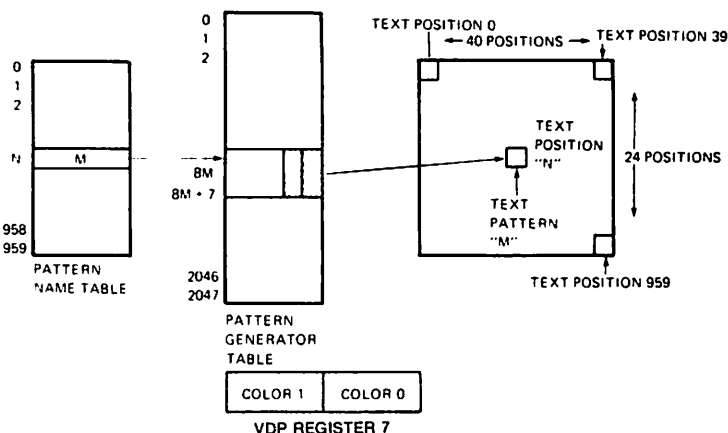 0
1
2
N
M
958
959
PATTERN
NAME TABLE
0
1
2
8M
8M + 7
2046
2047
PATTERN
GENERATOR
TABLE
COLOR 1
COLOR 0
VDP REGISTER 7
TEXT POSITION 0
40 POSITIONS
TEXT POSITION 39
TEXT
POSITION
"N"
24 POSITIONS
TEXT
PATTERN
"M"
TEXT POSITION 959